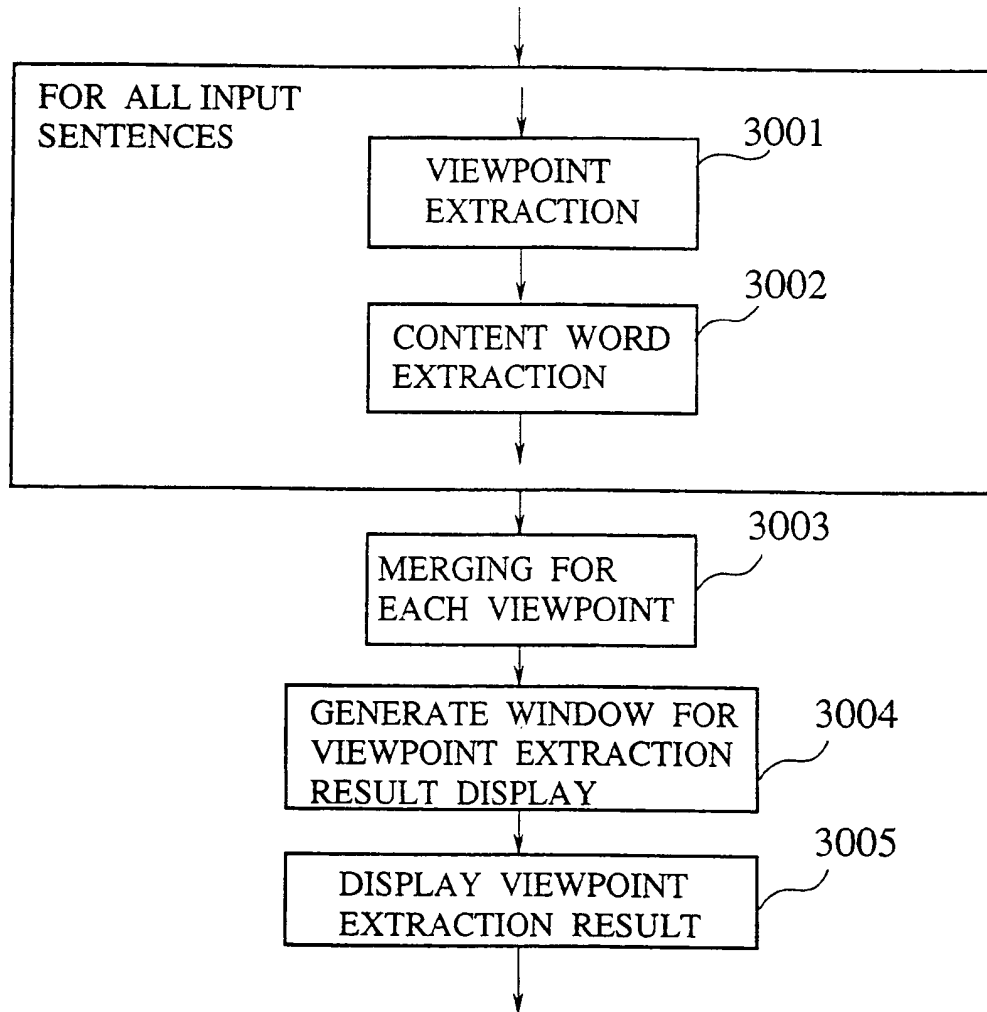 FOR ALL INPUT
SENTENCES
3001
VIEWPOINT
EXTRACTION
3002
CONTENT WORD
EXTRACTION
3003
MERGING FOR
EACH VIEWPOINT
3004
GENERATE WINDOW FOR
VIEWPOINT EXTRACTION
RESULT DISPLAY
3005
DISPLAY VIEWPOINT
EXTRACTION RESULT